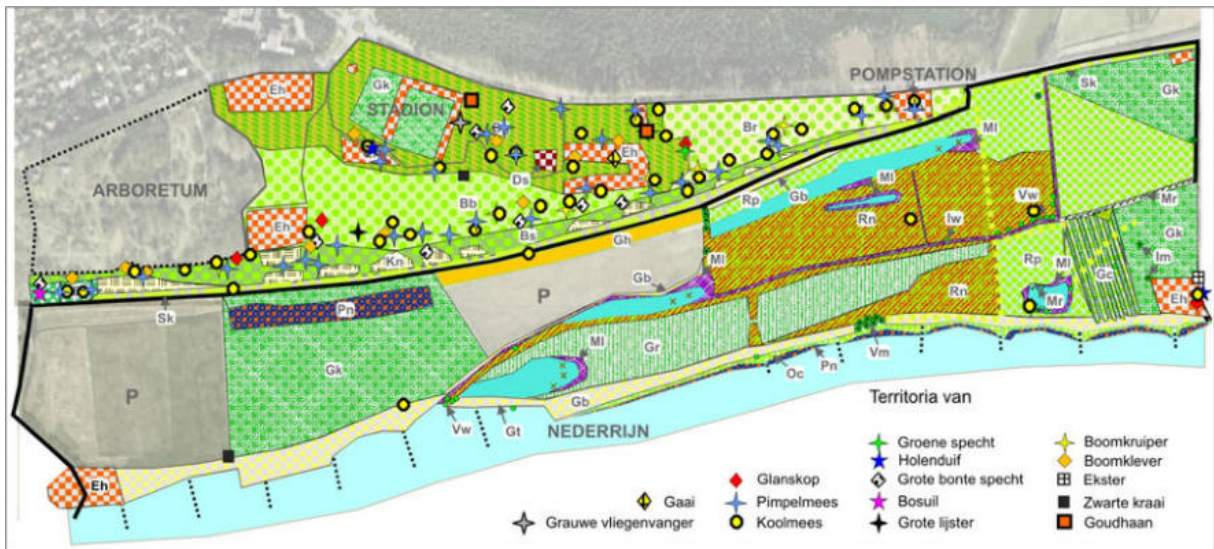 POMPSTATION
Sk
Gk
Eh
Gk
STADION
Br
Ml
Eh
ARBORETUM
Ds
Ml
Rp
Gb
Rn
Iw
Vw
Mr
Bb
Eh
Bs
Gh
Kn
Gb
Ml
Rp
Ml
Gk
Im
Gc
P
Rn
Mr
Eh
Sk
Pn
Ml
Gr
P
Gk
Vm
Pn
Oc
Gb
Vw
Gt
NEDERRIJN
Eh
Territoria van
Groene specht
Boomkruiper
Holenduif
Boomklever
Glanskop
Grote bonte specht
Ekster
Gaai
Pimpelmees
Bosuil
Zwarte kraai
Grauwe vliegenvanger
Koolmees
Grote lijster
Goudhaan